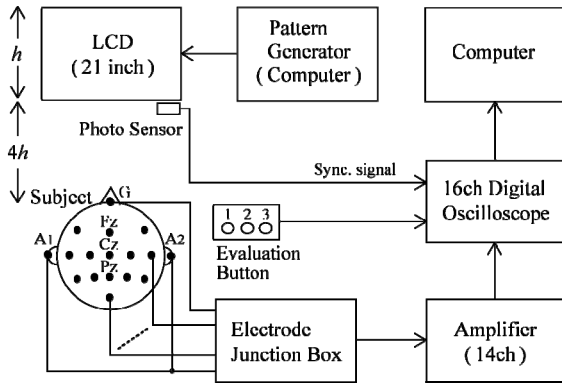 h
LCD
(21 inch)
Pattern
Generator
(Computer)
Computer
Photo Sensor
4h
Sync. signal
Subject
G
Fz
Cz
Pz
A1
A2
1 2 3
Evaluation
Button
16ch Digital
Oscilloscope
Electrode
Junction Box
Amplifier
(14ch)